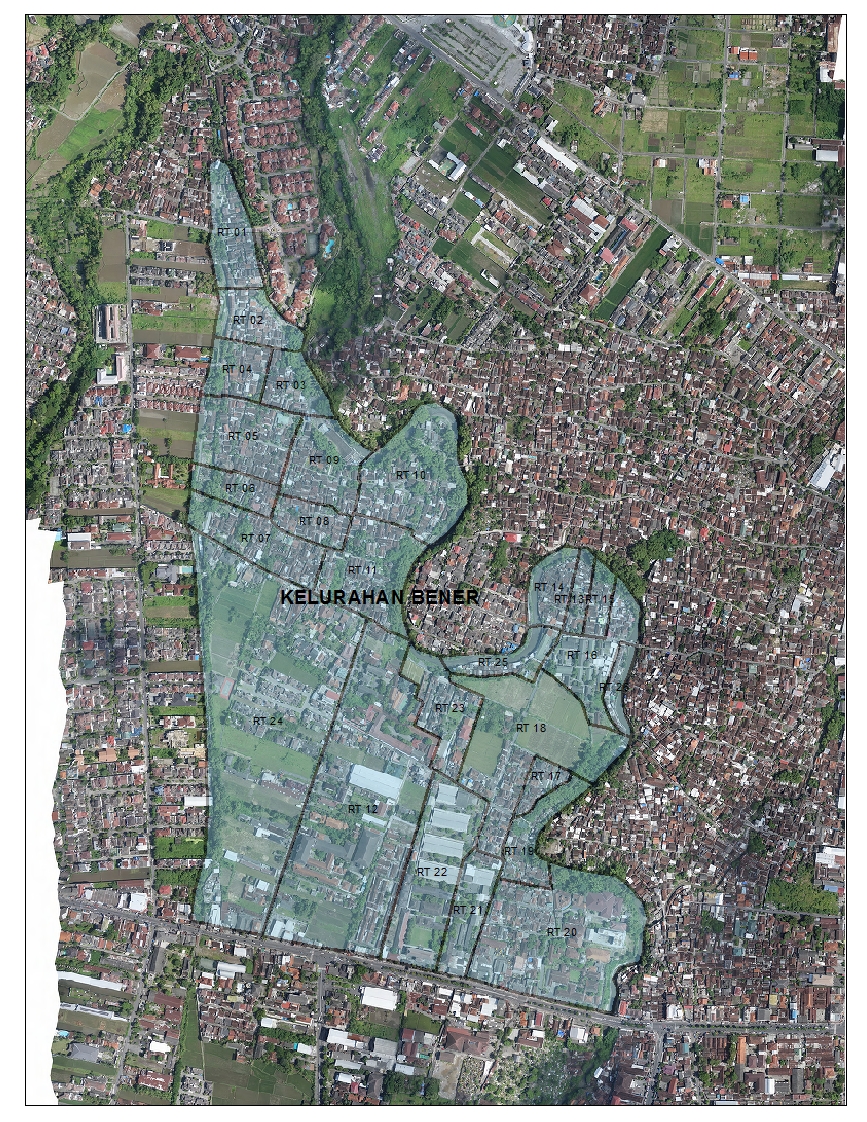 RT 01
RT 02
RT 04
RT 03
RT 05
RT 09
RT 10
RT 06
RT 08
RT 07
RT 11
RT 14
RT 13
RT 15
KELURAHAN BENER
RT 16
RT 25
RT 23
RT 24
RT 18
RT 17
RT 12
RT 19
RT 22
RT 21
RT 20